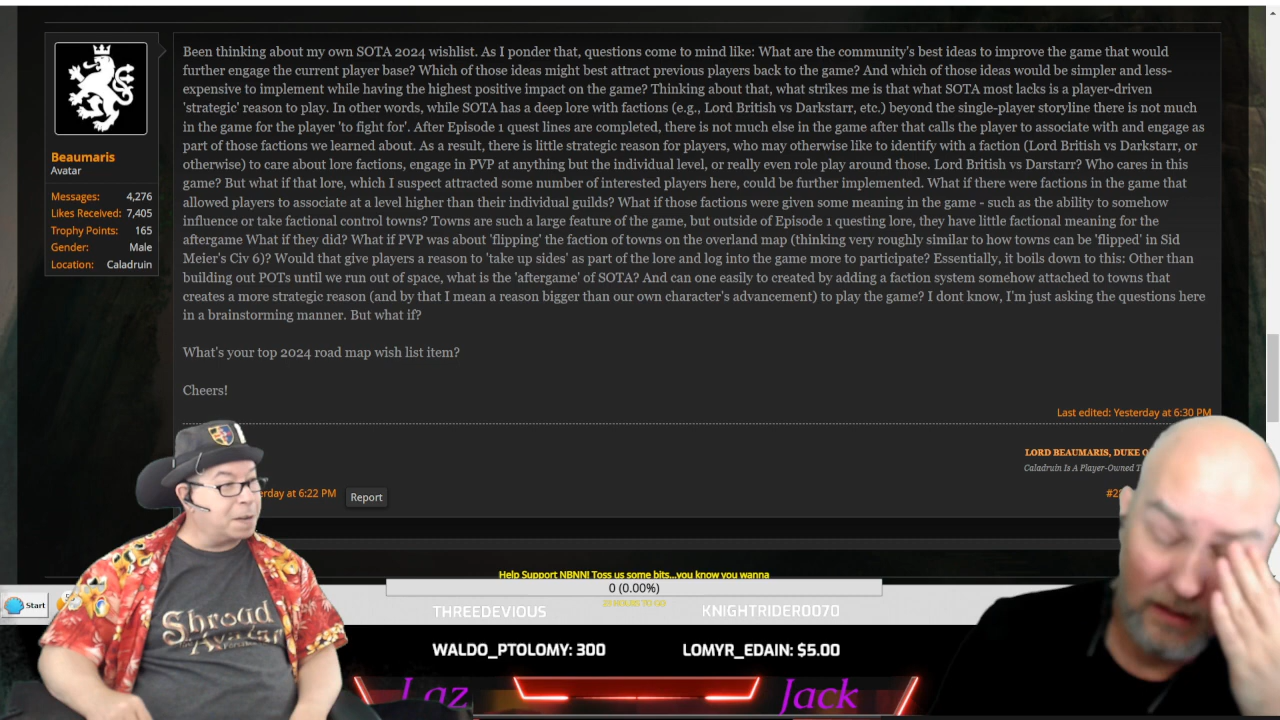 Been thinking about my own SOTA 2024 wishlist. As I ponder that, questions come to mind like: What are the community's best ideas to improve the game that would
further engage the current player base? Which of those ideas might best attract previous players back to the game? And which of those ideas would be simpler and less-
expensive to implement while having the highest positive impact on the game? Thinking about that, what strikes me is that what SOTA most lacks is a player-driven
'strategic' reason to play. In other words, while SOTA has a deep lore with factions (e.g., Lord British vs Darkstarr, etc.) beyond the single-player storyline there is not much
in the game for the player 'to fight for'. After Episode 1 quest lines are completed, there is not much else in the game after that calls the player to associate with and engage as
part of those factions we learned about. As a result, there is little strategic reason for players, who may otherwise like to identify with a faction (Lord British vs Darkstarr, or
otherwise) to care about lore factions, engage in PVP at anything but the individual level, or really even role play around those. Lord British vs Darstarr? Who cares in this
game? But what if that lore, which I suspect attracted some number of interested players here, could be further implemented. What if there were factions in the game that
allowed players to associate at a level higher than their individual guilds? What if those factions were given some meaning in the game - such as the ability to somehow
influence or take factional control towns? Towns are such a large feature of the game, but outside of Episode 1 questing lore, they have little factional meaning for the
aftergame What if they did? What if PVP was about 'flipping' the faction of towns on the overland map (thinking very roughly similar to how towns can be 'flipped' in Sid
Meier's Civ 6)? Would that give players a reason to 'take up sides' as part of the lore and log into the game more to participate? Essentially, it boils down to this: Other than
building out POTs until we run out of space, what is the 'aftergame' of SOTA? And can one easily to created by adding a faction system somehow attached to towns that
creates a more strategic reason (and by that I mean a reason bigger than our own character's advancement) to play the game? I dont know, I'm just asking the questions here
in a brainstorming manner. But what if?
What's your top 2024 road map wish list item?
Cheers!
Beaumaris
Avatar
Messages: 4,276
Likes Received: 7,405
Trophy Points: 165
Gender: Male
Location: Caladruin
Last edited: Yesterday at 6:30 PM
LORD BEAUMARIS, DUKE
Caladruin Is A Player-Owned
at 6:22 PM
Report
Help Support NBNN! Toss us some bits...you know you wanna
0 (0.00%)
HOURS TO GO
Start
THREEDEVIOUS
KNIGHTRIDER0070
WALDO_PTOLOMY: 300
LOMYR_EDAIN: $5.00
Shroud
of the Avatar
Laz
Jack